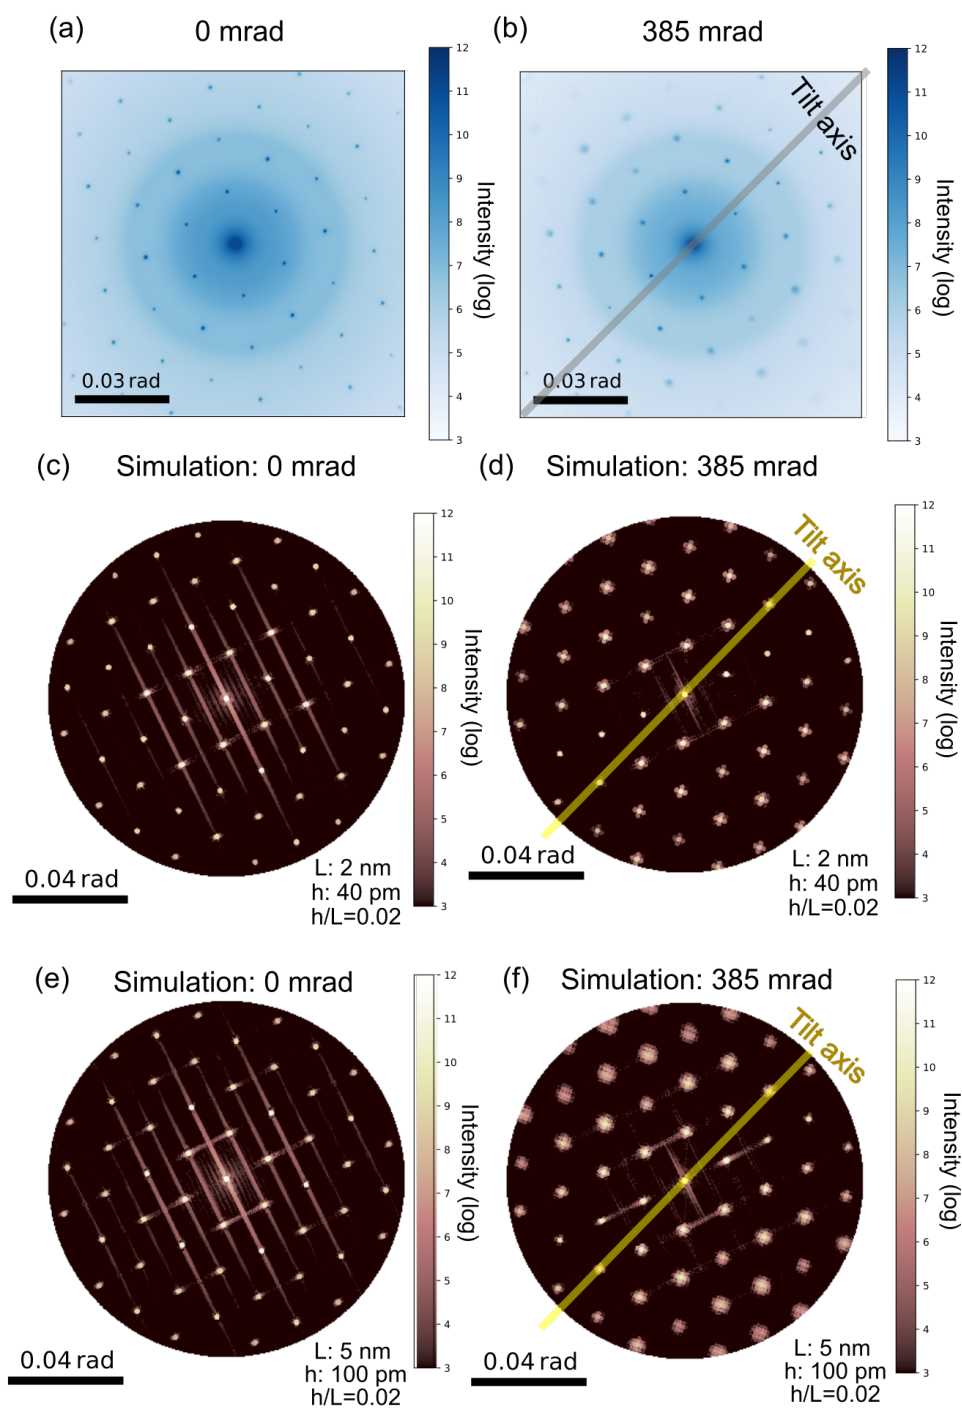 (a) 0 mrad
(b) 385 mrad
12
11
10
9
8
7
6
5
4
3
Intensity (log)
0.03 rad
Tilt axis
12
11
10
9
8
7
6
5
4
3
Intensity (log)
0.03 rad
(c) Simulation: 0 mrad
(d) Simulation: 385 mrad
12
11
10
9
8
7
6
5
4
3
Intensity (log)
0.04 rad
L: 2 nm
h: 40 pm
h/L=0.02
Tilt axis
12
11
10
9
8
7
6
5
4
3
Intensity (log)
0.04 rad
L: 2 nm
h: 40 pm
h/L=0.02
(e) Simulation: 0 mrad
(f) Simulation: 385 mrad
12
11
10
9
8
7
6
5
4
3
Intensity (log)
0.04 rad
L: 5 nm
h: 100 pm
h/L=0.02
Tilt axis
12
11
10
9
8
7
6
5
4
3
Intensity (log)
0.04 rad
L: 5 nm
h: 100 pm
h/L=0.02